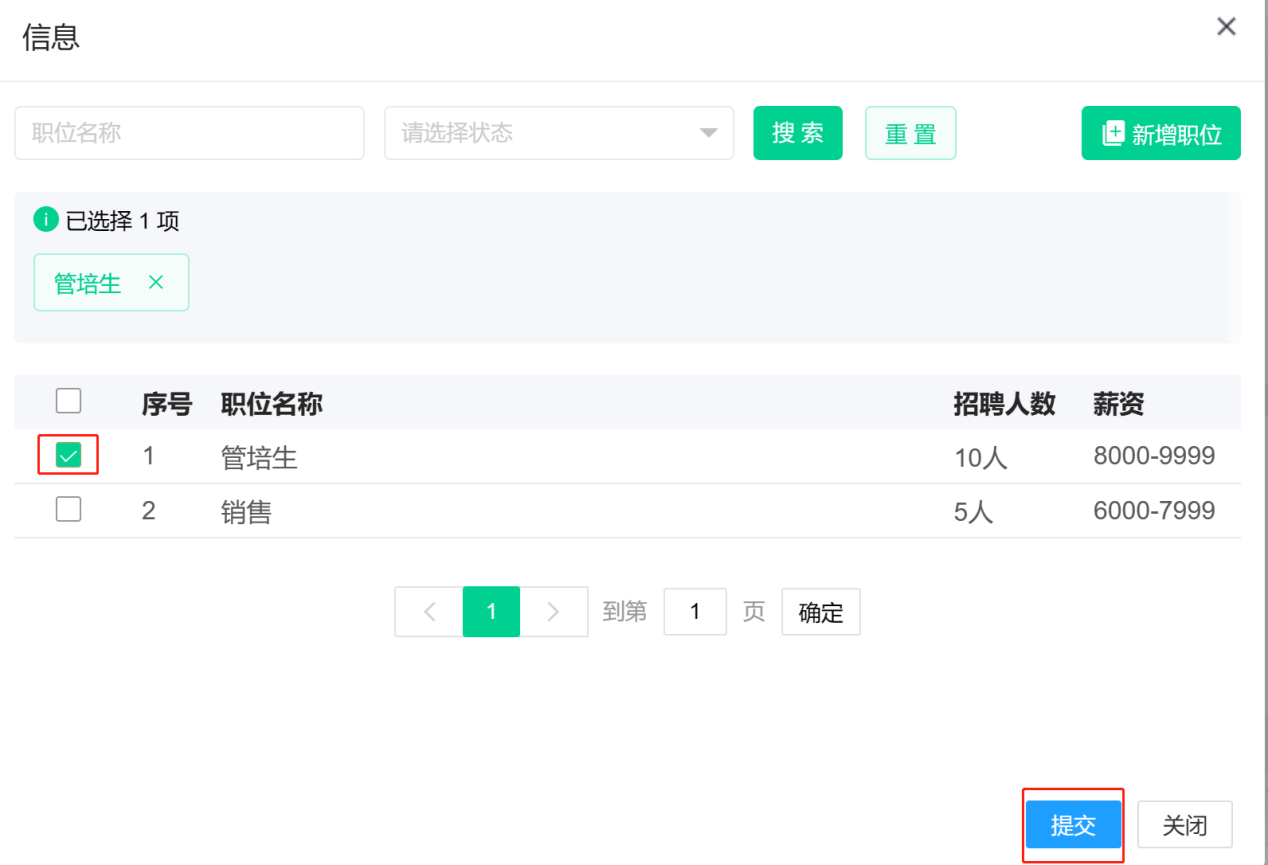 信息
职位名称 请选择状态 搜索 重置 新增职位
已选择 1 项
管培生
序号 职位名称 招聘人数 薪资
1 管培生 10人 8000-9999
2 销售 5人 6000-7999
1 到第 1 页 确定
提交 关闭